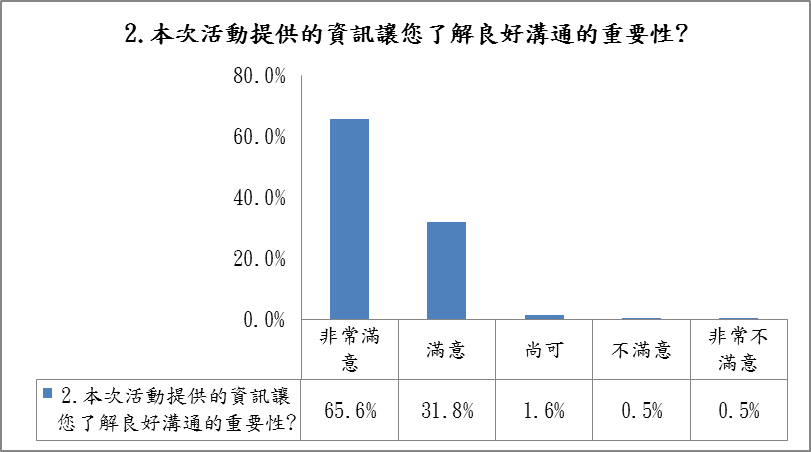 2.本次活動提供的資訊讓您了解良好溝通的重要性?
80.0%
60.0%
40.0%
20.0%
0.0%
非常滿
意
滿意
尚可
不滿意
非常不
滿意
2.本次活動提供的資訊讓
您了解良好溝通的重要性?
65.6%
31.8%
1.6%
0.5%
0.5%